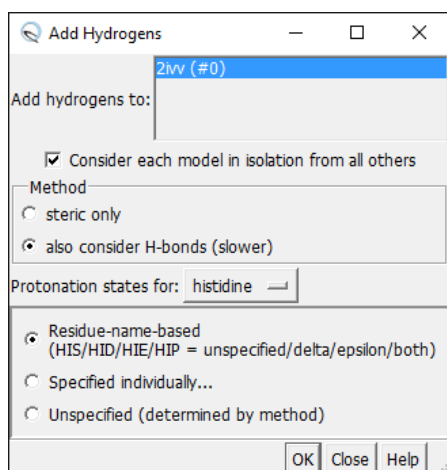 Add Hydrogens
2ivv (#0)
Add hydrogens to:
Consider each model in isolation from all others
Method
steric only
also consider H-bonds (slower)
Protonation states for: histidine
Residue-name-based
(HIS/HID/HIE/HIP = unspecified/delta/epsilon/both)
Specified individually...
Unspecified (determined by method)
OK Close Help